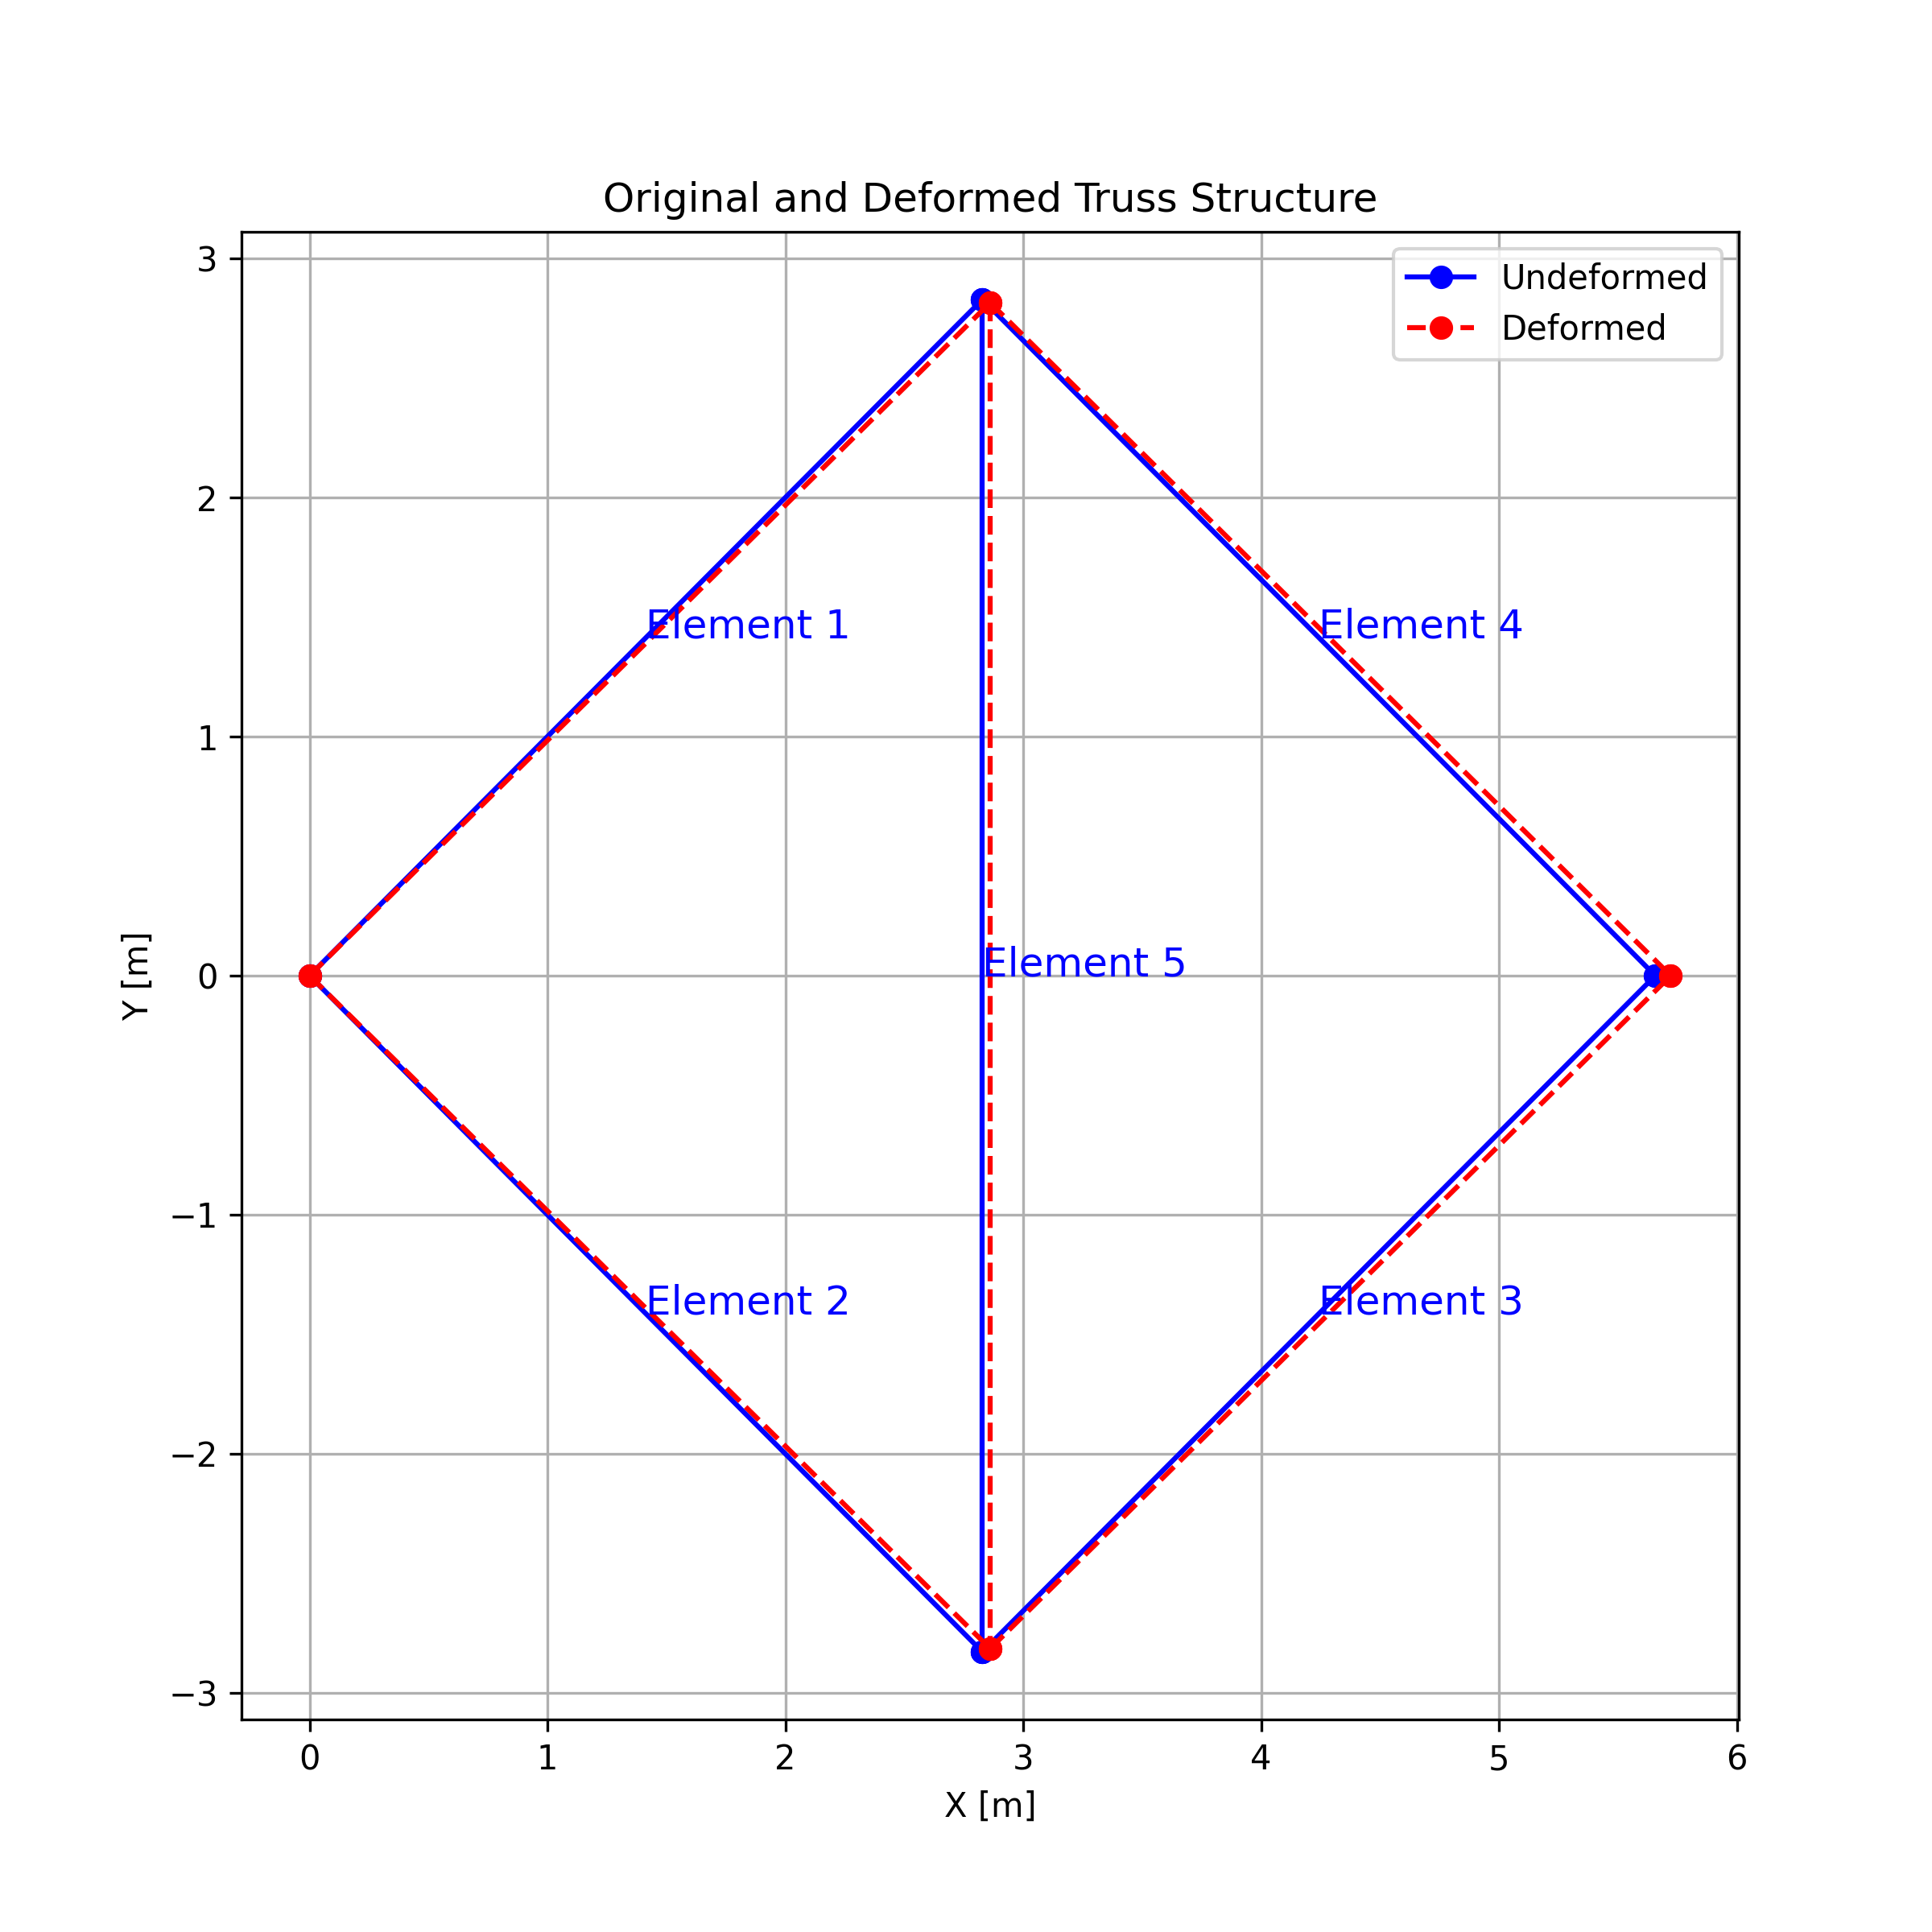 Original and Deformed Truss Structure
Undeformed
Deformed
3
2
1
0
−1
−2
−3
Y [m]
Element 1
Element 4
Element 5
Element 2
Element 3
0
1
2
3
4
5
6
X [m]